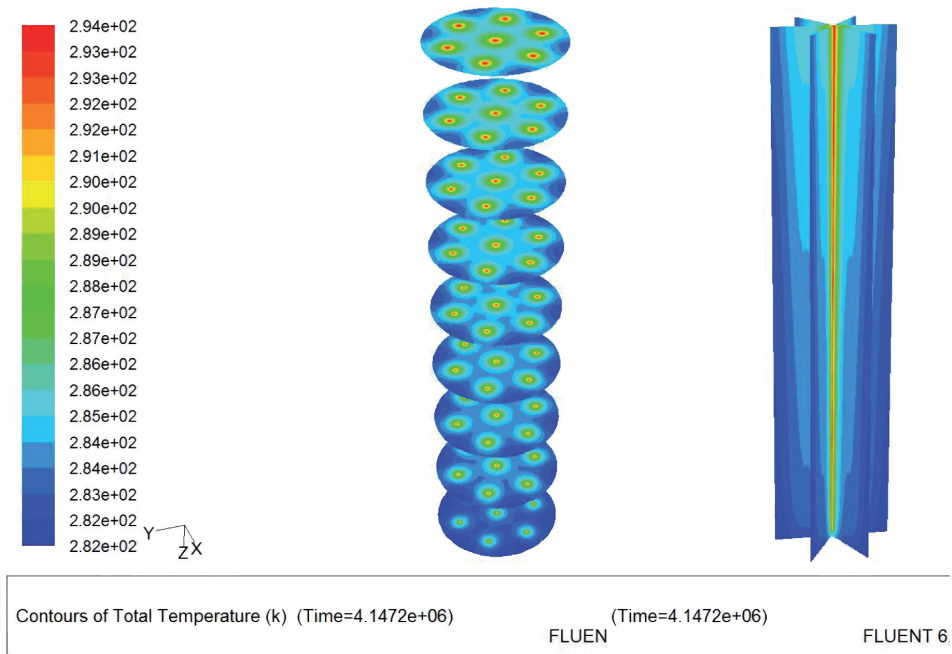 2.94e+02
2.93e+02
2.93e+02
2.92e+02
2.92e+02
2.91e+02
2.90e+02
2.90e+02
2.89e+02
2.88e+02
2.87e+02
2.87e+02
2.86e+02
2.86e+02
2.85e+02
2.84e+02
2.84e+02
2.83e+02
2.82e+02
2.82e+02
Y
Z X
Contours of Total Temperature (k) (Time=4.1472e+06) (Time=4.1472e+06)
FLUEN FLUENT 6.